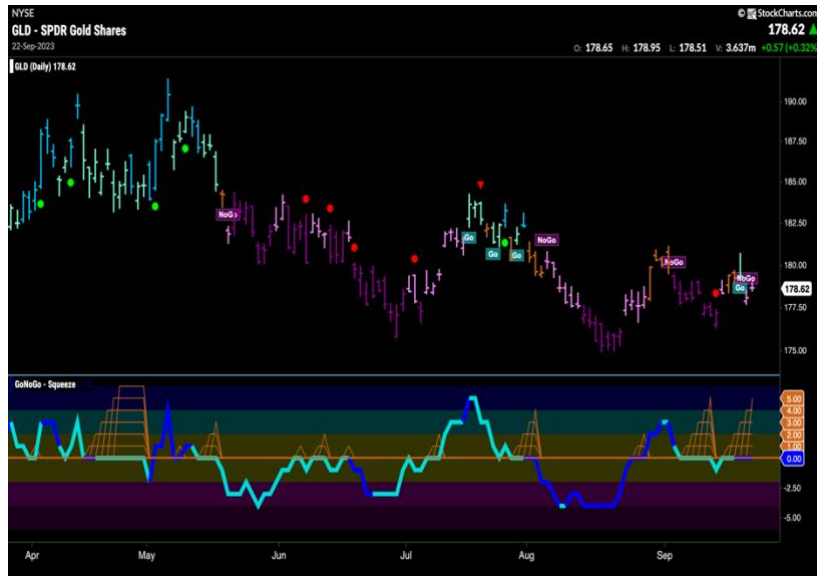 NYSE
© StockCharts.com
GLD - SPDR Gold Shares
178.62
22-Sep-2023
O: 178.65 H: 178.95 L: 178.51 V: 3.637m +0.57 (+0.32%
GLD (Daily) 178.62
190.00
187.50
185.00
NoGo
182.50
Go
Go
Go
NoGo
180.00
NoGo
NoGo
Go
178.62
177.50
175.00
GoNoGo - Squeeze
5.00
4.00
3.00
2.00
1.00
0.00
-2.50
-5.00
Apr May Jun Jul Aug Sep